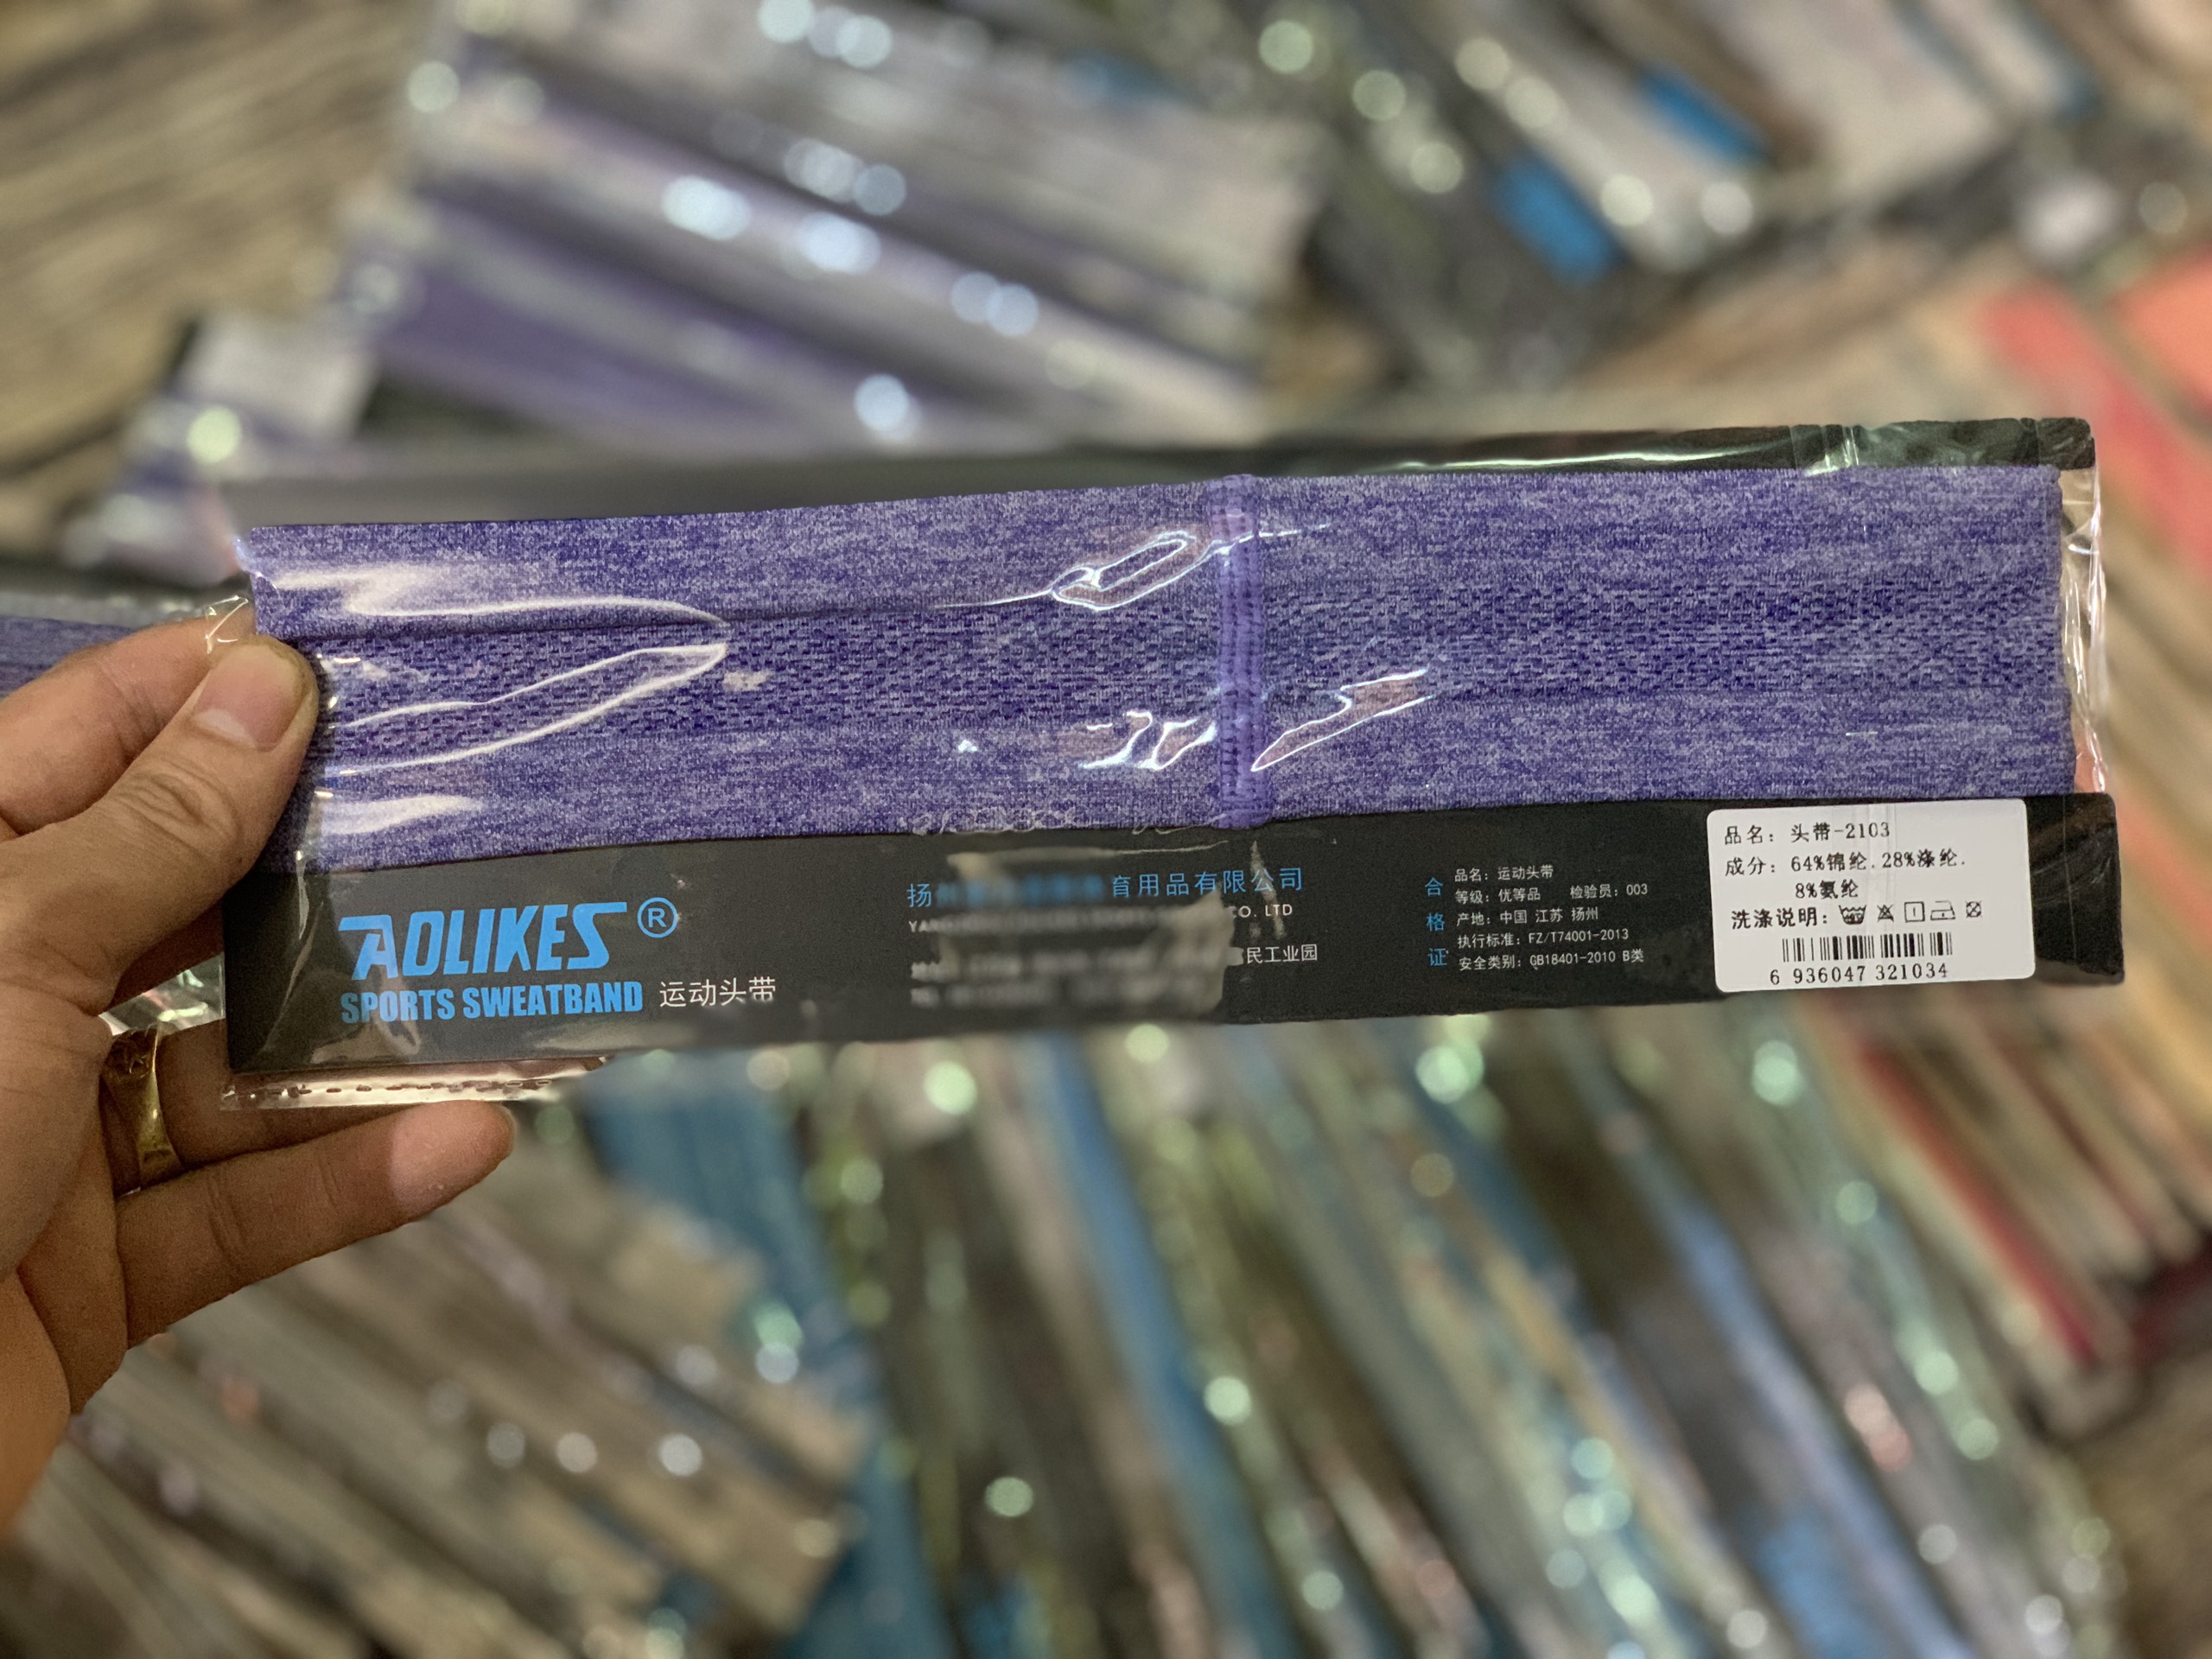 AOLIKES®
SPORTS SWEATBAND 运动头带
扬 育用品有限公司
CO. LTD
民工业园
合格证
品名：运动头带
等级：优等品 检验员：003
产地：中国 江苏 扬州
执行标准：FZ/T74001-2013
安全类别：GB18401-2010 B类
品名：头带-2103
成分：64%锦纶.28%涤纶.
8%氨纶
洗涤说明：
6 936047 321034